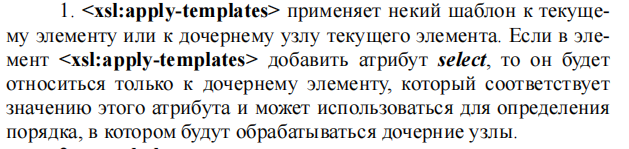 1. <xsl:apply-templates> применяет некий шаблон к текуще-
му элементу или к дочернему узлу текущего элемента. Если в эле-
мент <xsl:apply-templates> добавить атрибут select, то он будет
относиться только к дочернему элементу, который соответствует
значению этого атрибута и может использоваться для определения
порядка, в котором будут обрабатываться дочерние узлы.